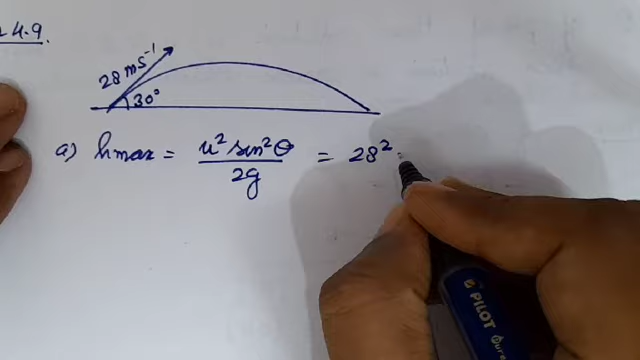 4.9.
28 ms⁻¹
30°
a) hmax = u² sin²θ / 2g = 28²
PILOT